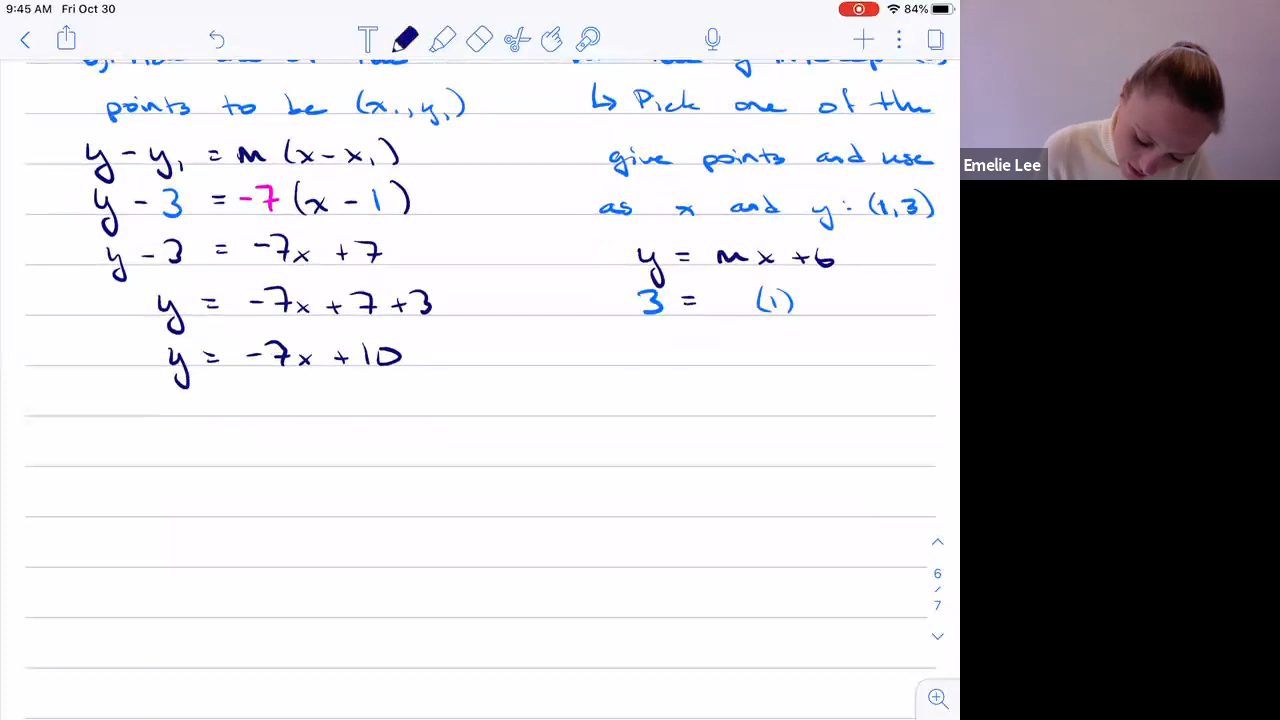 9:45 AM Fri Oct 30
84%
points to be (x₁, y₁)
y - y₁ = m (x - x₁)
y - 3 = -7 (x - 1)
y - 3 = -7x + 7
y = -7x + 7 + 3
y = -7x + 10
↳ Pick one of the
give points and use
as x and y: (1, 3)
y = mx + b
3 = (1)
6
/
7
Emelie Lee